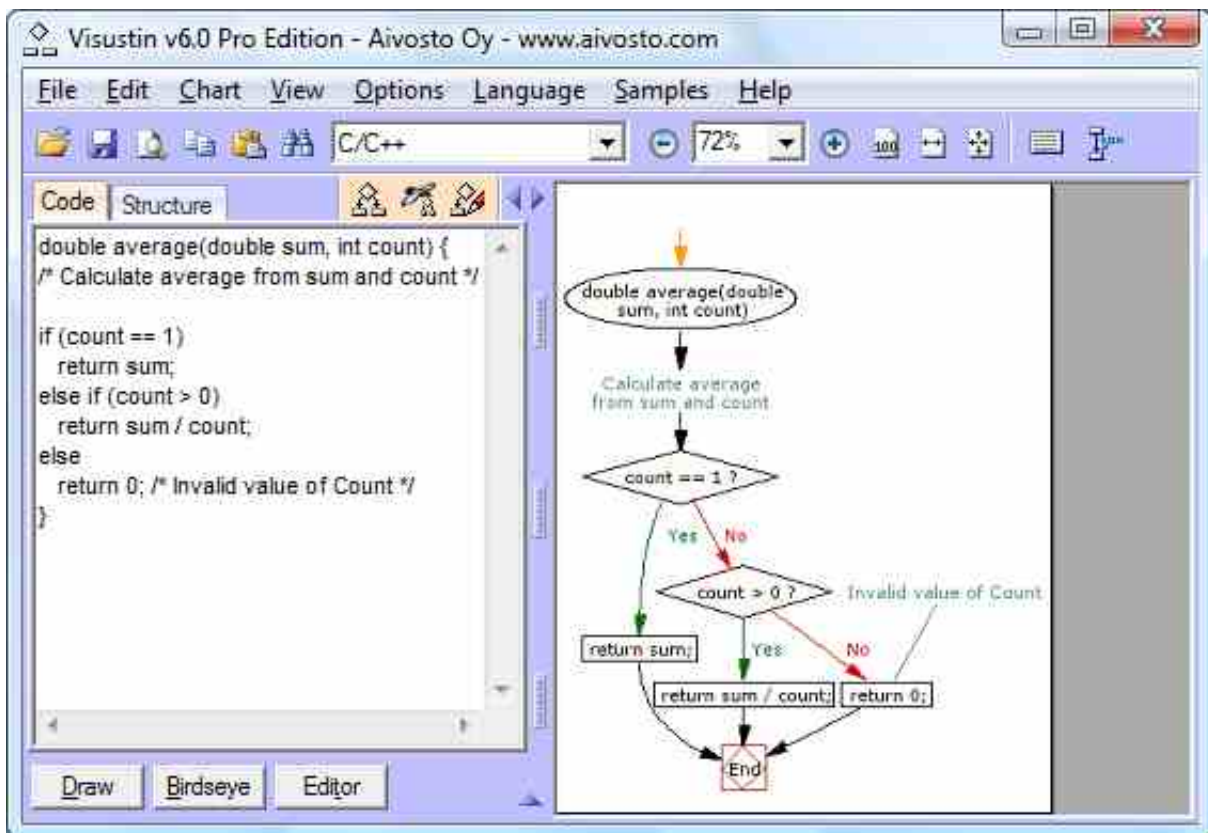 Visustin v6.0 Pro Edition - Aivosto Oy - www.aivosto.com
File Edit Chart View Options Language Samples Help
C/C++ 72% 100
Code Structure
double average(double sum, int count) {
/* Calculate average from sum and count */
if (count == 1)
return sum;
else if (count > 0)
return sum / count;
else
return 0; /* Invalid value of Count */
}
Draw Birdseye Editor
double average(double
sum, int count)
Calculate average
from sum and count
count == 1 ?
Yes No
count > 0 ? Invalid value of Count
return sum; Yes No
return sum / count; return 0;
End